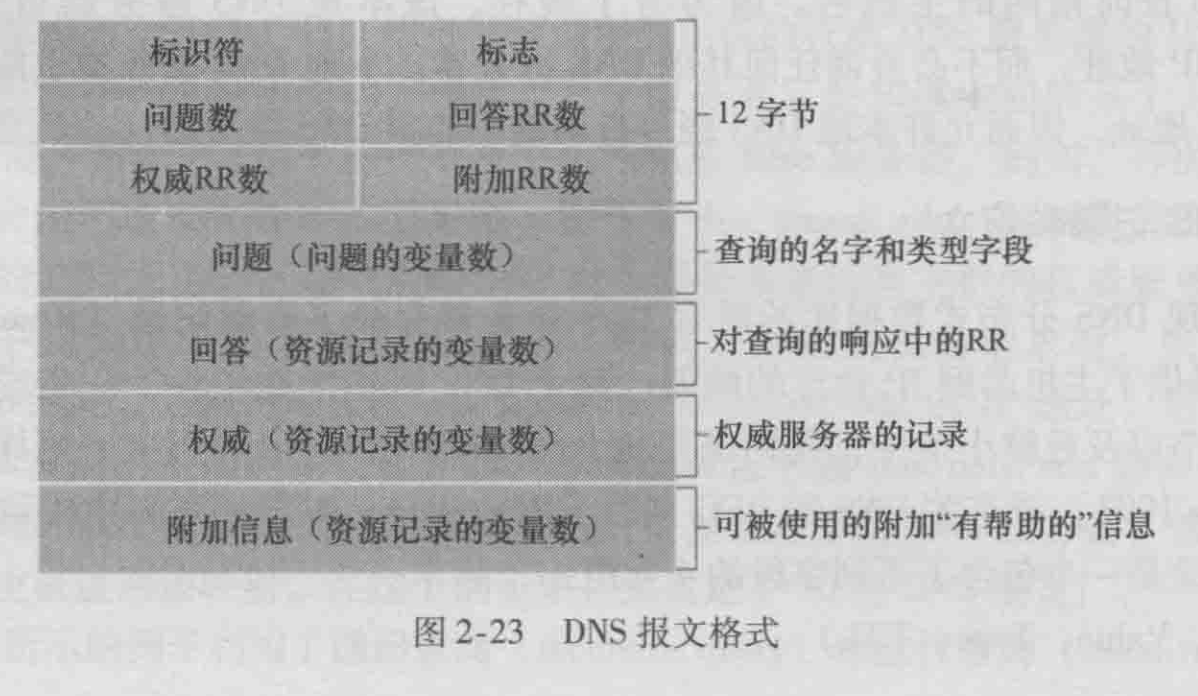 标识符 标志
问题数 回答RR数 12 字节
权威RR数 附加RR数
问题（问题的变量数） 查询的名字和类型字段
回答（资源记录的变量数） 对查询的响应中的RR
权威（资源记录的变量数） 权威服务器的记录
附加信息（资源记录的变量数） 可被使用的附加“有帮助的”信息
图 2-23 DNS 报文格式